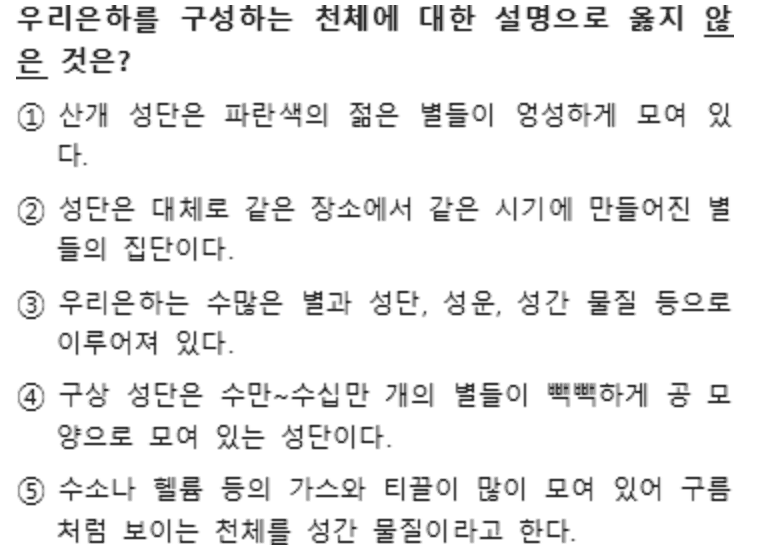 우리은하를 구성하는 천체에 대한 설명으로 옳지 않
은 것은?
① 산개 성단은 파란색의 젊은 별들이 엉성하게 모여 있
다.
② 성단은 대체로 같은 장소에서 같은 시기에 만들어진 별
들의 집단이다.
③ 우리은하는 수많은 별과 성단, 성운, 성간 물질 등으로
이루어져 있다.
④ 구상 성단은 수만~수십만 개의 별들이 빽빽하게 공 모
양으로 모여 있는 성단이다.
⑤ 수소나 헬륨 등의 가스와 티끌이 많이 모여 있어 구름
처럼 보이는 천체를 성간 물질이라고 한다.